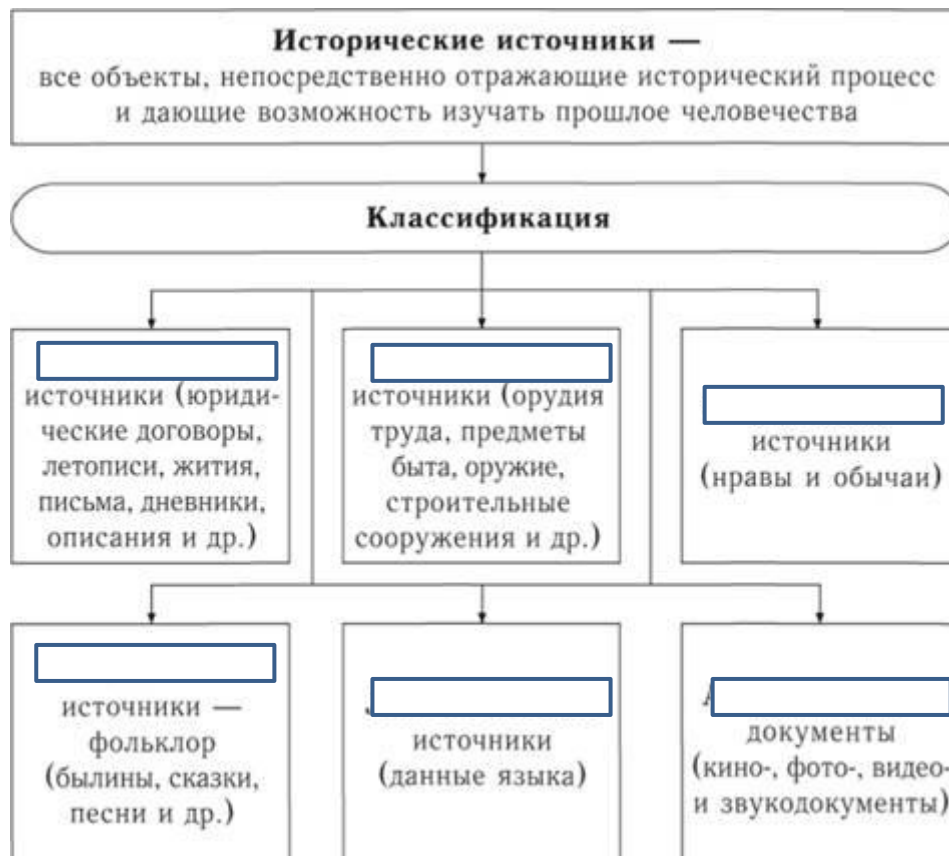 Исторические источники —
все объекты, непосредственно отражающие исторический процесс
и дающие возможность изучать прошлое человечества
Классификация
источники (юриди-
ческие договоры,
летописи, жития,
письма, дневники,
описания и др.)
источники (орудия
труда, предметы
быта, оружие,
строительные
сооружения и др.)
источники
(нравы и обычаи)
источники —
фольклор
(былины, сказки,
песни и др.)
источники
(данные языка)
документы
(кино-, фото-, видео-
и звукодокументы)